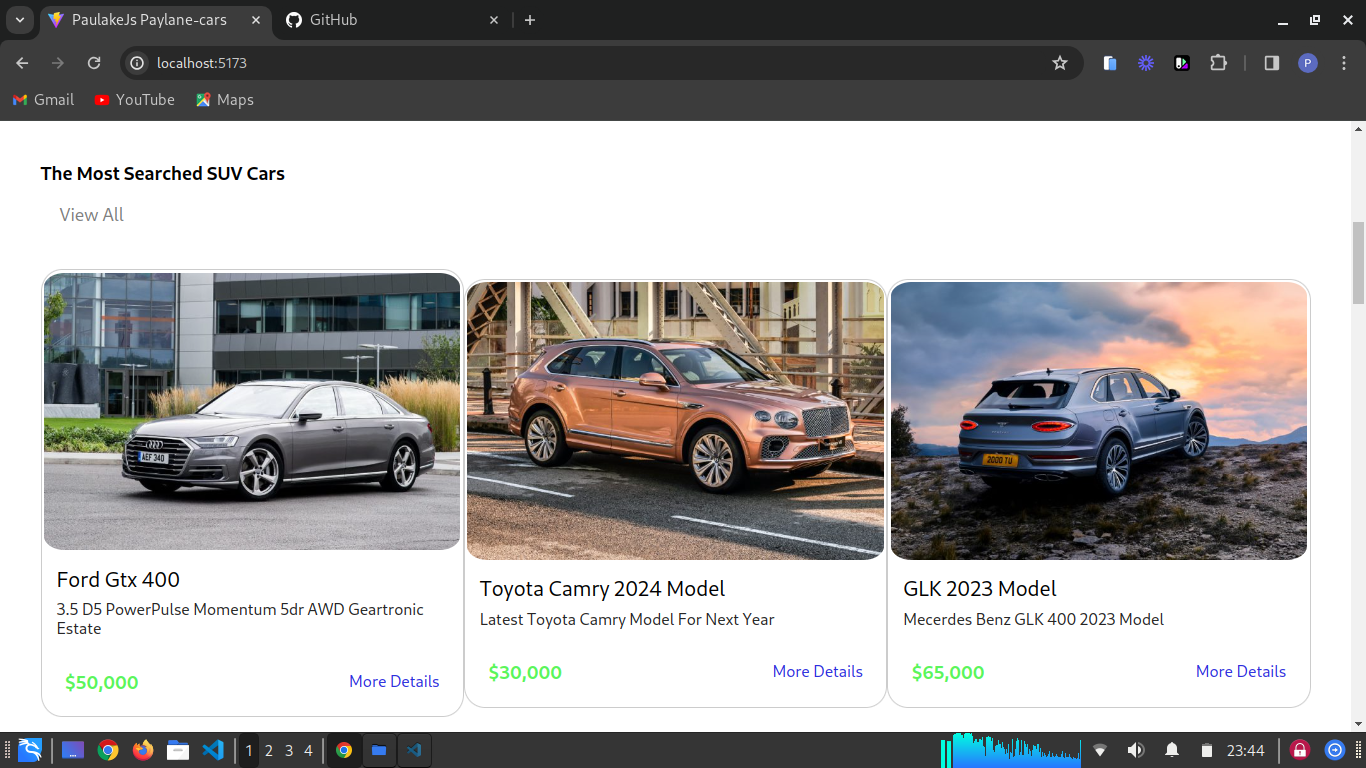 PaulakeJs Paylane-cars
GitHub
localhost:5173
P
Gmail
YouTube
Maps
The Most Searched SUV Cars
View All
AEF 340
2000 TU
Ford Gtx 400
3.5 D5 PowerPulse Momentum 5dr AWD Geartronic
Estate
$50,000
More Details
Toyota Camry 2024 Model
Latest Toyota Camry Model For Next Year
$30,000
More Details
GLK 2023 Model
Mecerdes Benz GLK 400 2023 Model
$65,000
More Details
1 2 3 4
23:44